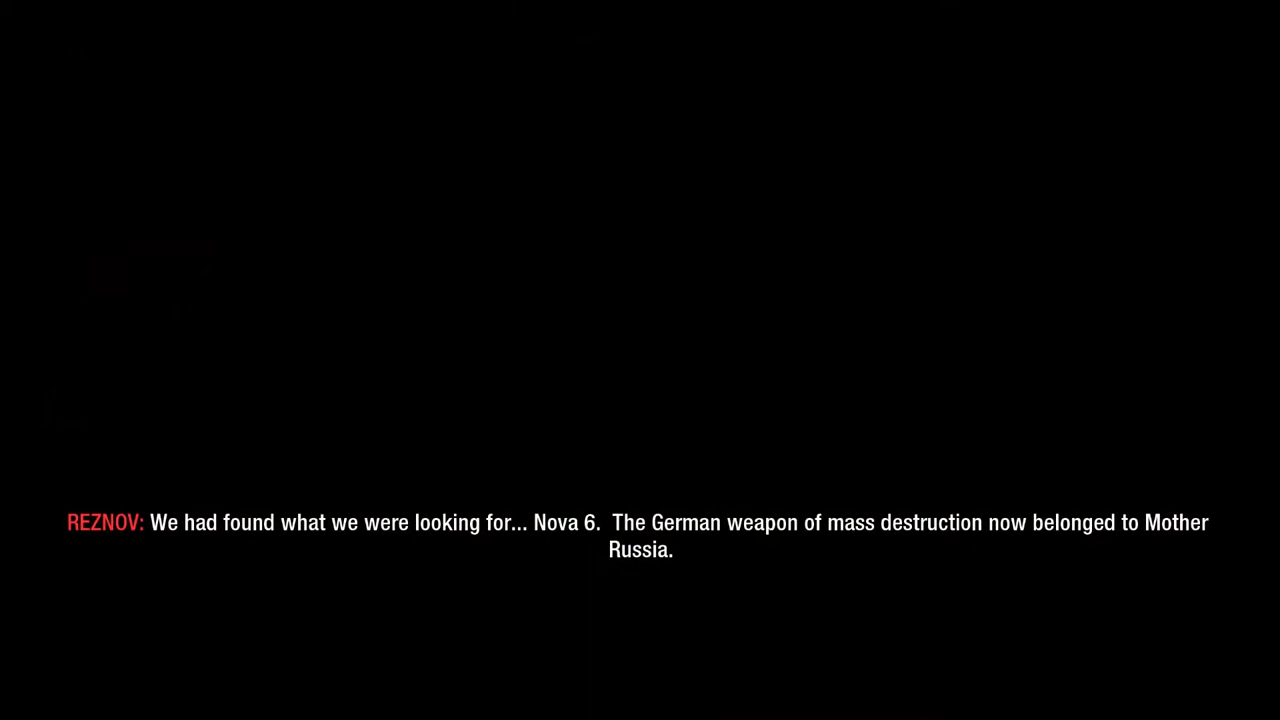 REZNOV: We had found what we were looking for... Nova 6.  The German weapon of mass destruction now belonged to Mother
Russia.